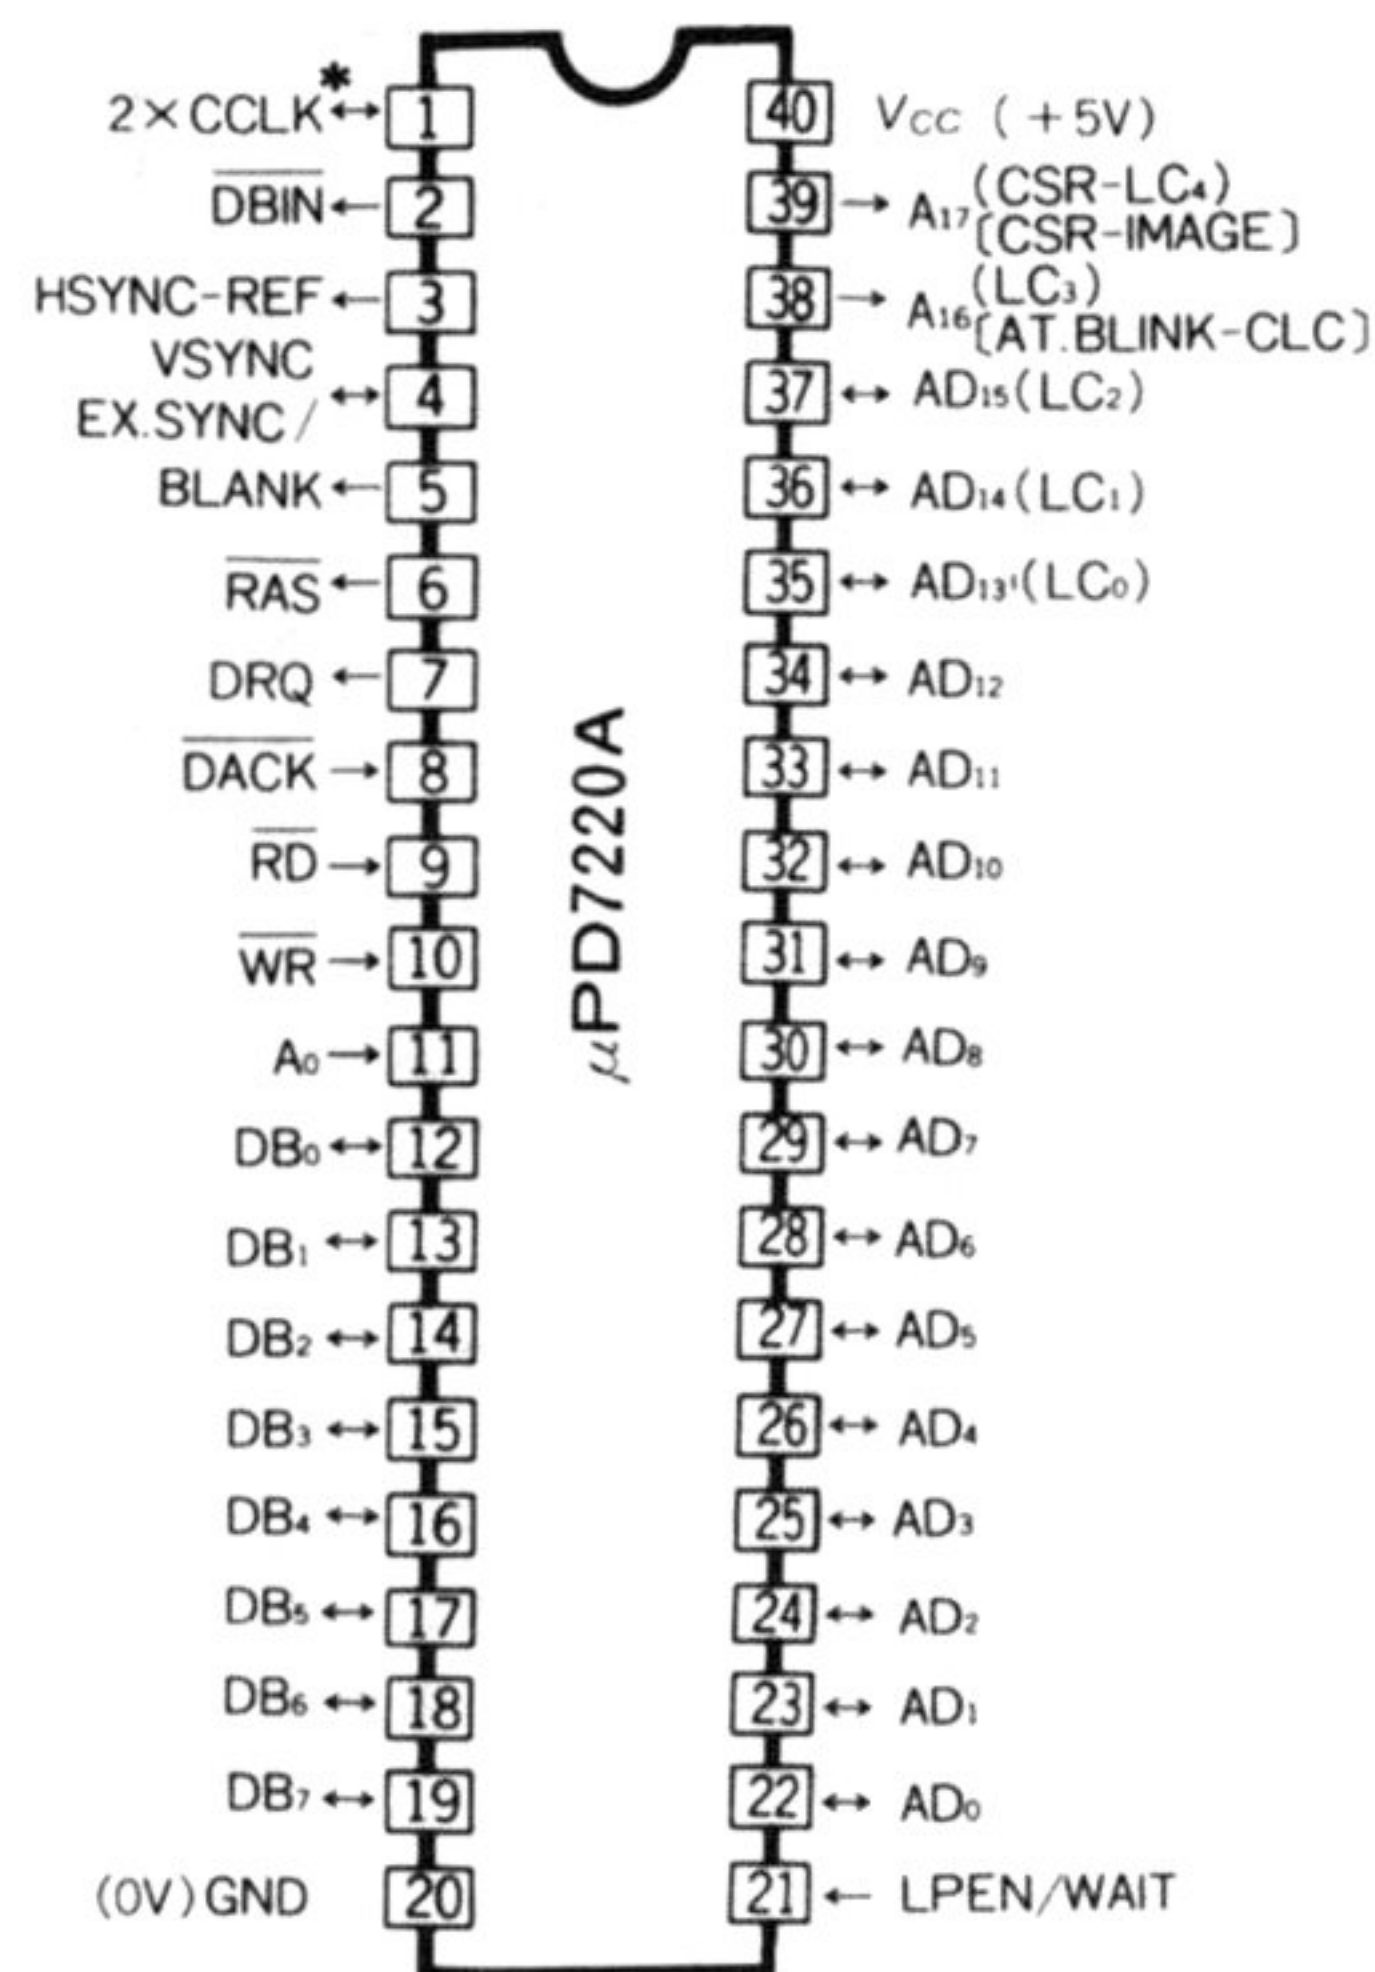 *
2×CCLK↔ 1
DBIN← 2
HSYNC-REF← 3
VSYNC
EX.SYNC/ ↔ 4
BLANK← 5
RAS← 6
DRQ← 7
DACK→ 8
RD→ 9
WR→ 10
A₀→ 11
DB₀↔ 12
DB₁↔ 13
DB₂↔ 14
DB₃↔ 15
DB₄↔ 16
DB₅↔ 17
DB₆↔ 18
DB₇↔ 19
(0V)GND 20
μPD7220A
40 Vcc (+5V)
39 → A₁₇ (CSR-LC₄)
[CSR-IMAGE]
38 → A₁₆ (LC₃)
[AT.BLINK-CLC]
37 ↔ AD₁₅(LC₂)
36 ↔ AD₁₄(LC₁)
35 ↔ AD₁₃'(LC₀)
34 ↔ AD₁₂
33 ↔ AD₁₁
32 ↔ AD₁₀
31 ↔ AD₉
30 ↔ AD₈
29 ↔ AD₇
28 ↔ AD₆
27 ↔ AD₅
26 ↔ AD₄
25 ↔ AD₃
24 ↔ AD₂
23 ↔ AD₁
22 ↔ AD₀
21 ← LPEN/WAIT